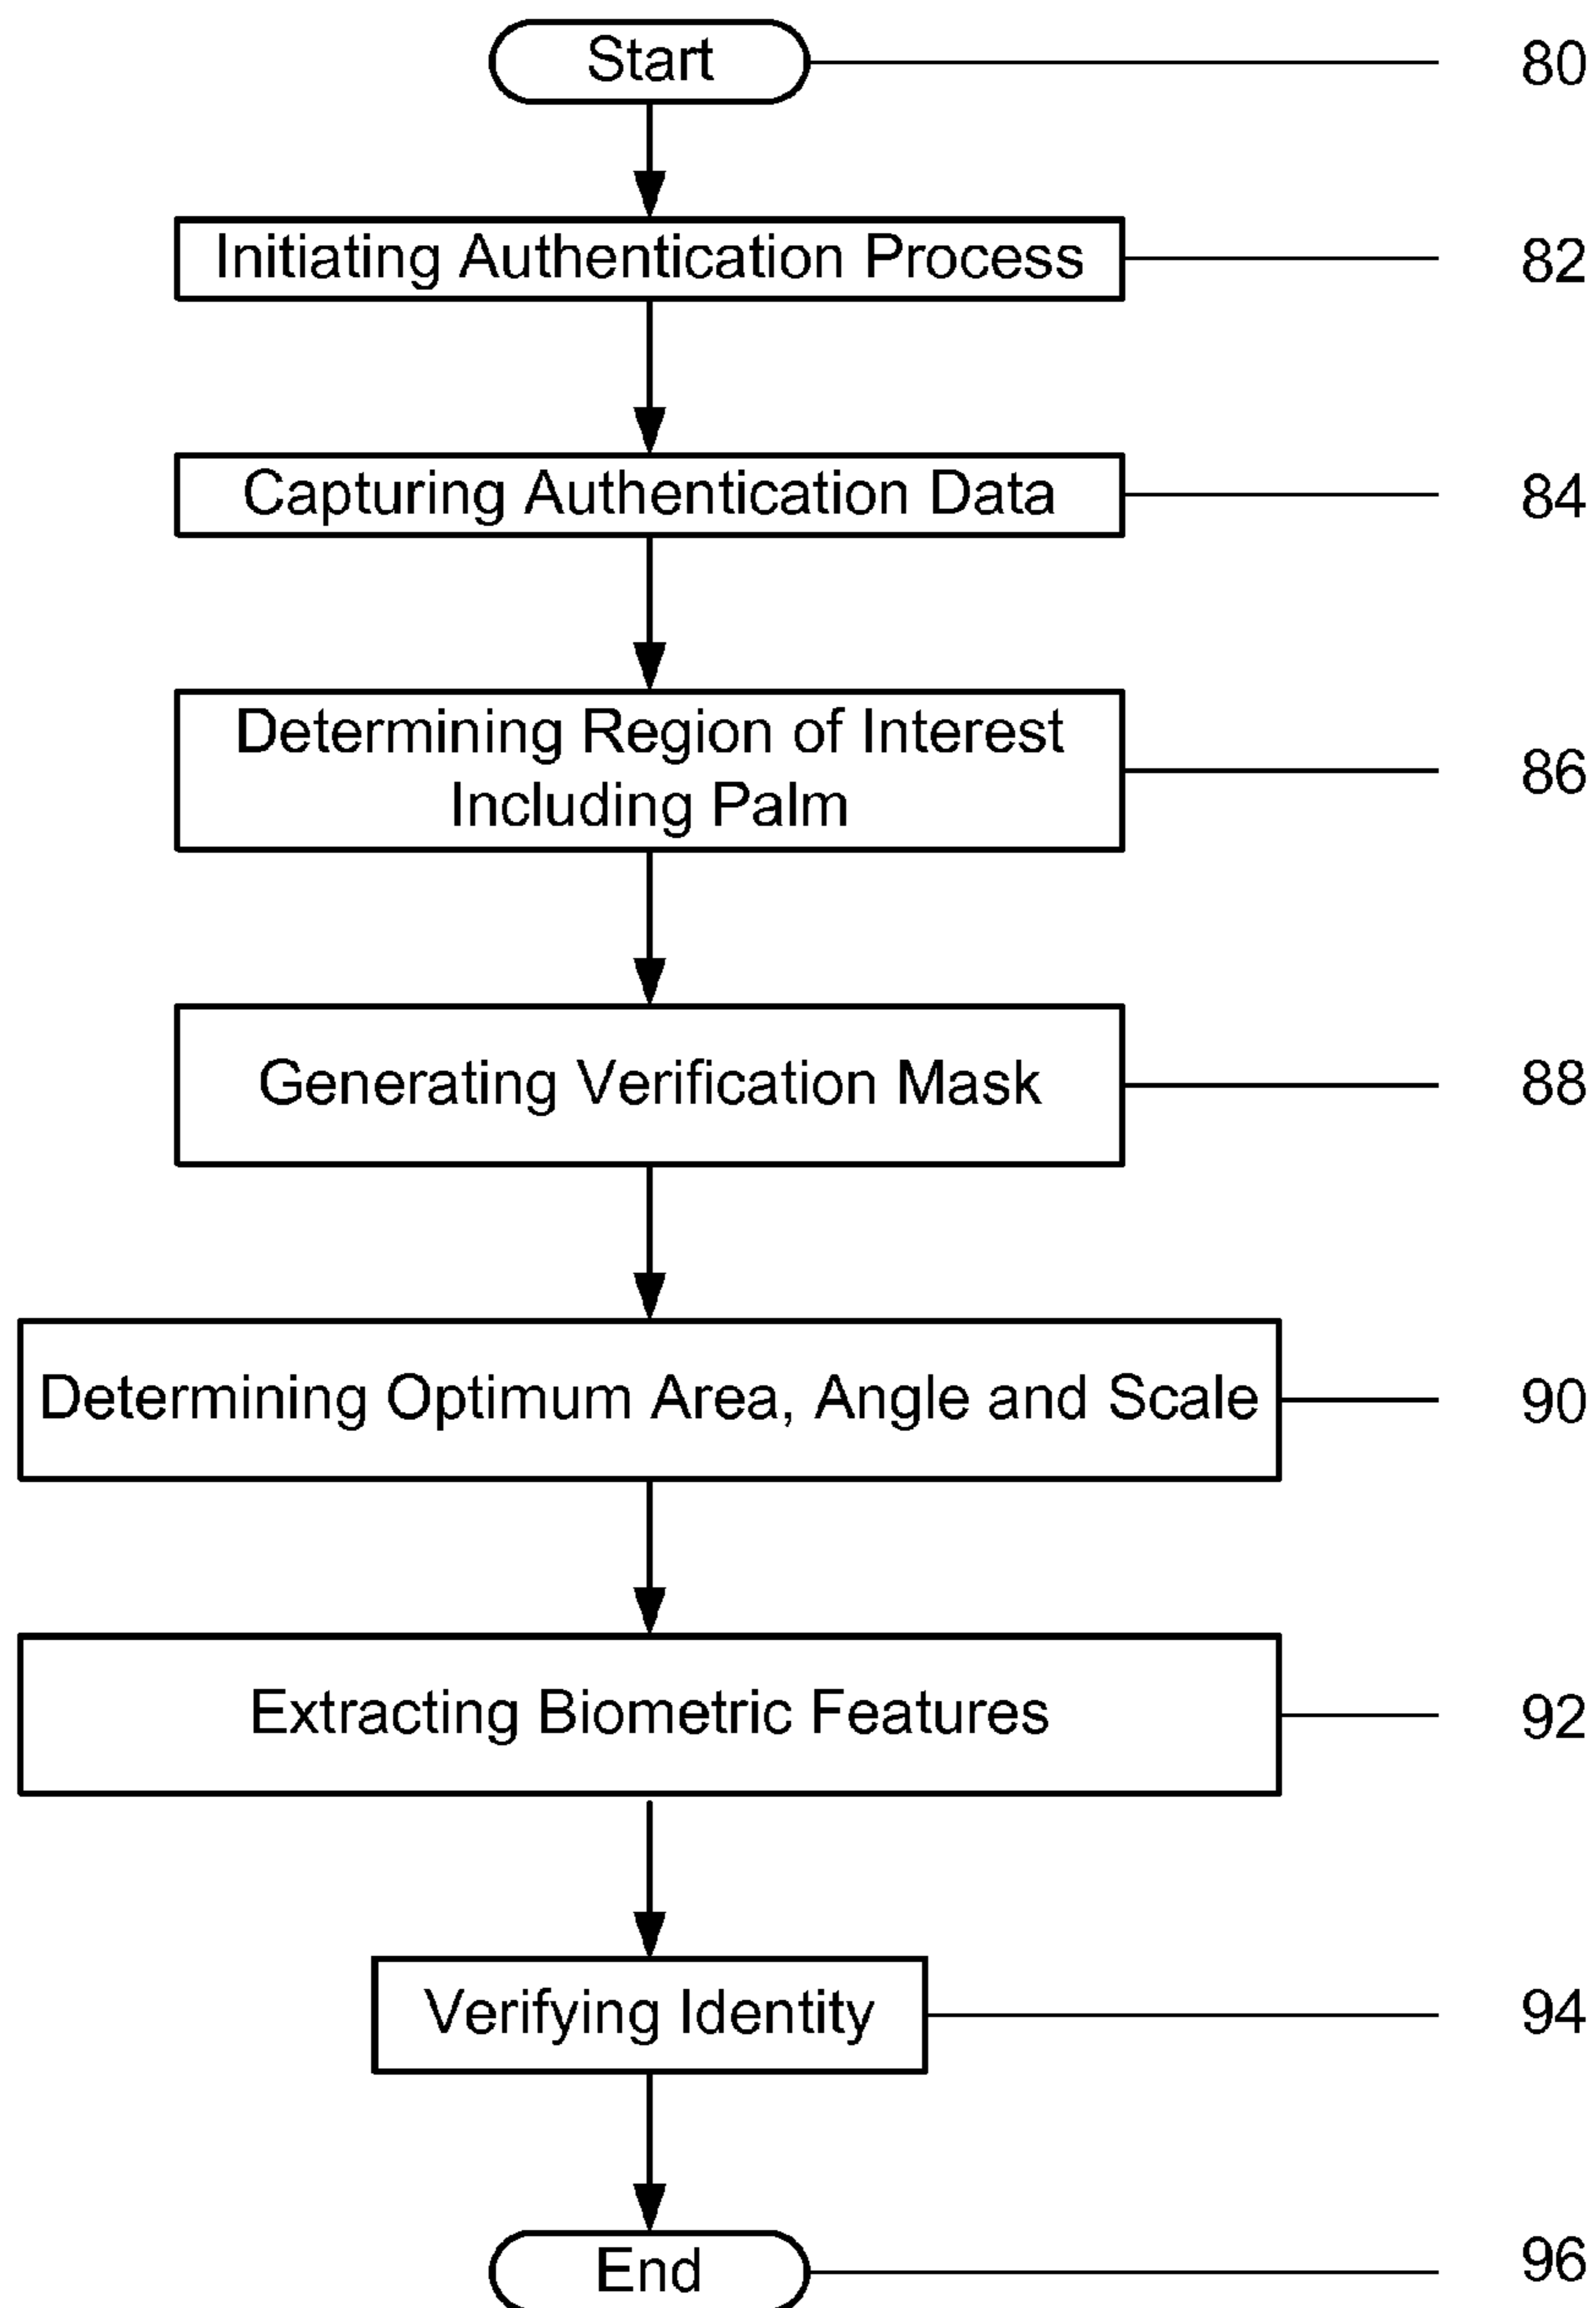 Start
80
Initiating Authentication Process
82
Capturing Authentication Data
84
Determining Region of Interest
Including Palm
86
Generating Verification Mask
88
Determining Optimum Area, Angle and Scale
90
Extracting Biometric Features
92
Verifying Identity
94
End
96